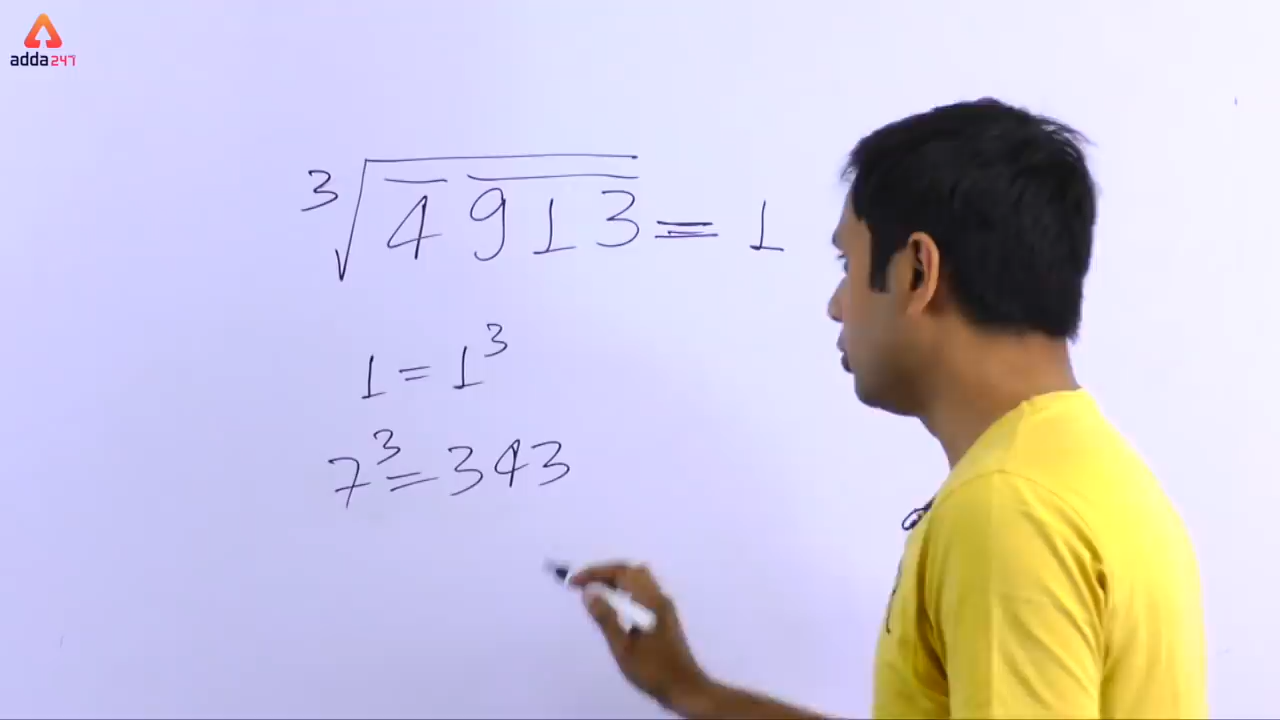 adda247
3√4913 = 1
1 = 1³
7³ = 343